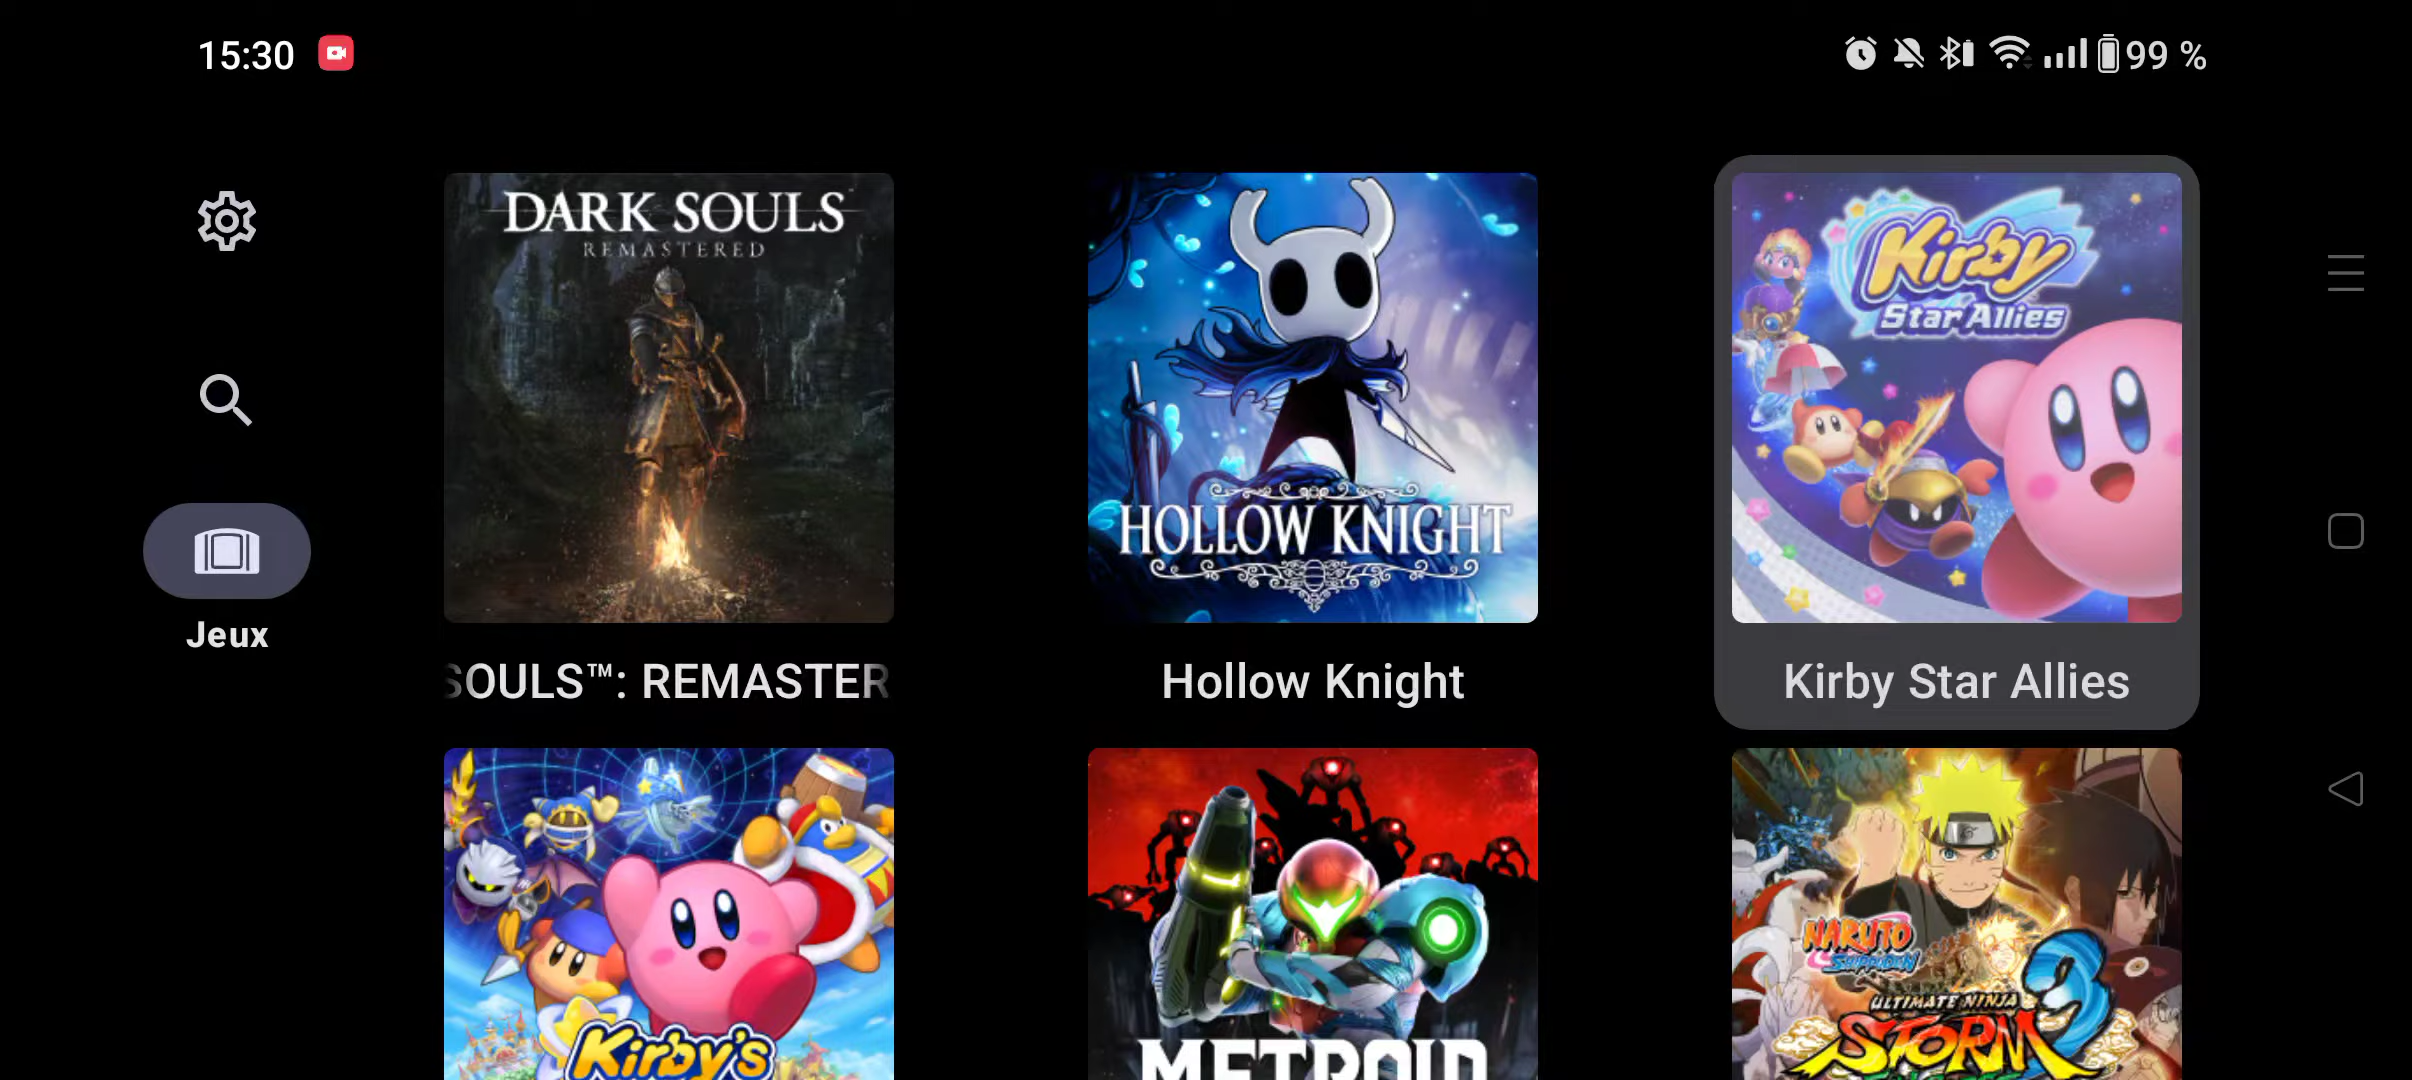 15:30
99 %
DARK SOULS
REMASTERED
HOLLOW KNIGHT
Kirby
Star Allies
Jeux
SOULS™: REMASTER
Hollow Knight
Kirby Star Allies
Kirby's
METROID
NARUTO
SHIPPUDEN
ULTIMATE NINJA
STORM 3